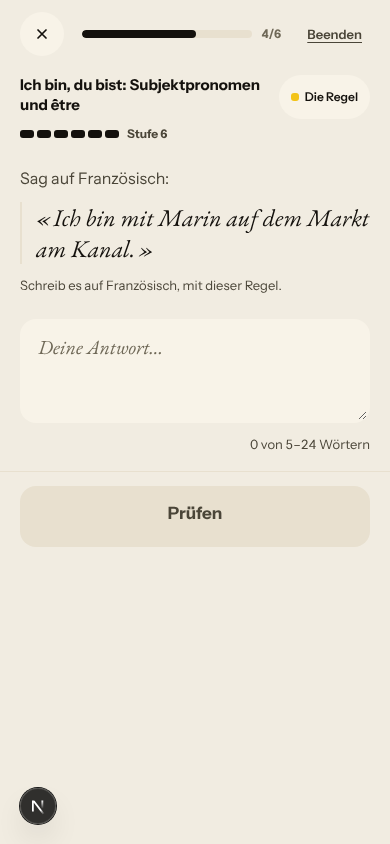 ✕
4/6
Beenden
Ich bin, du bist: Subjektpronomen
und être
Die Regel
Stufe 6
Sag auf Französisch:
« Ich bin mit Marin auf dem Markt
am Kanal. »
Schreib es auf Französisch, mit dieser Regel.
Deine Antwort…
0 von 5–24 Wörtern
Prüfen
N